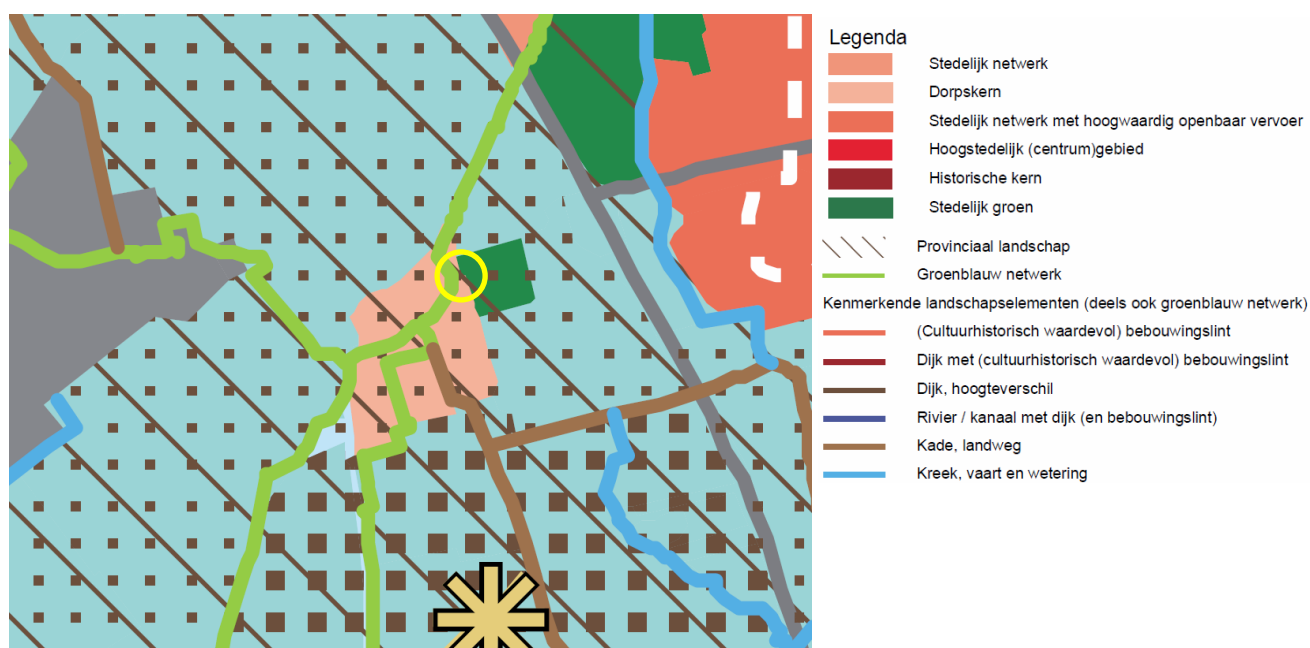 Legenda
Stedelijk netwerk
Dorpskern
Stedelijk netwerk met hoogwaardig openbaar vervoer
Hoogstedelijk (centrum)gebied
Historische kern
Stedelijk groen
Provinciaal landschap
Groenblauw netwerk
Kenmerkende landschapselementen (deels ook groenblauw netwerk)
(Cultuurhistorisch waardevol) bebouwingslint
Dijk met (cultuurhistorisch waardevol) bebouwingslint
Dijk, hoogteverschil
Rivier / kanaal met dijk (en bebouwingslint)
Kade, landweg
Kreek, vaart en wetering